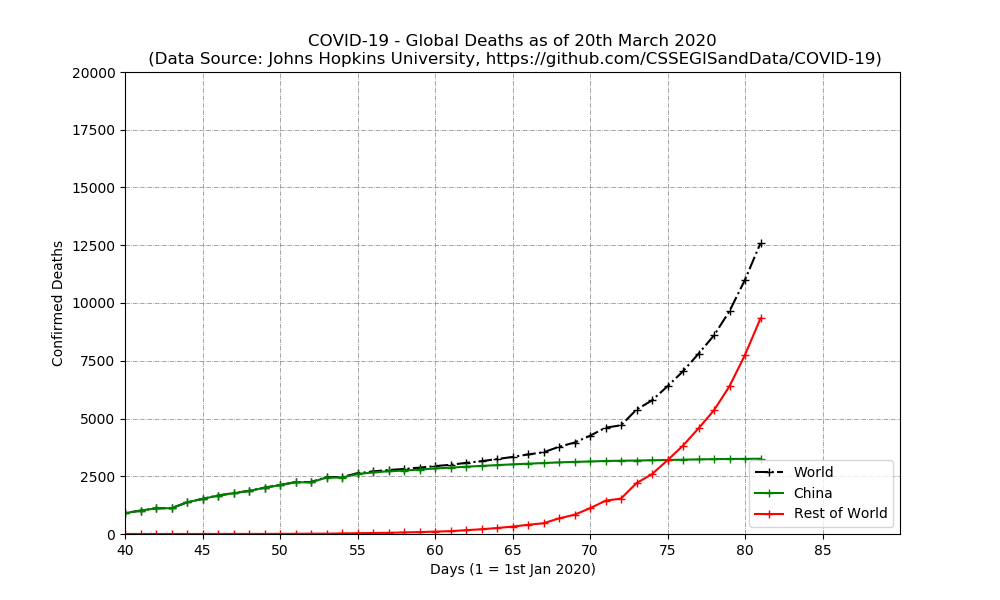 COVID-19 - Global Deaths as of 20th March 2020
(Data Source: Johns Hopkins University, https://github.com/CSSEGISandData/COVID-19)
20000
17500
15000
12500
10000
7500
5000
2500
0
Confirmed Deaths
World
China
Rest of World
40 45 50 55 60 65 70 75 80 85
Days (1 = 1st Jan 2020)